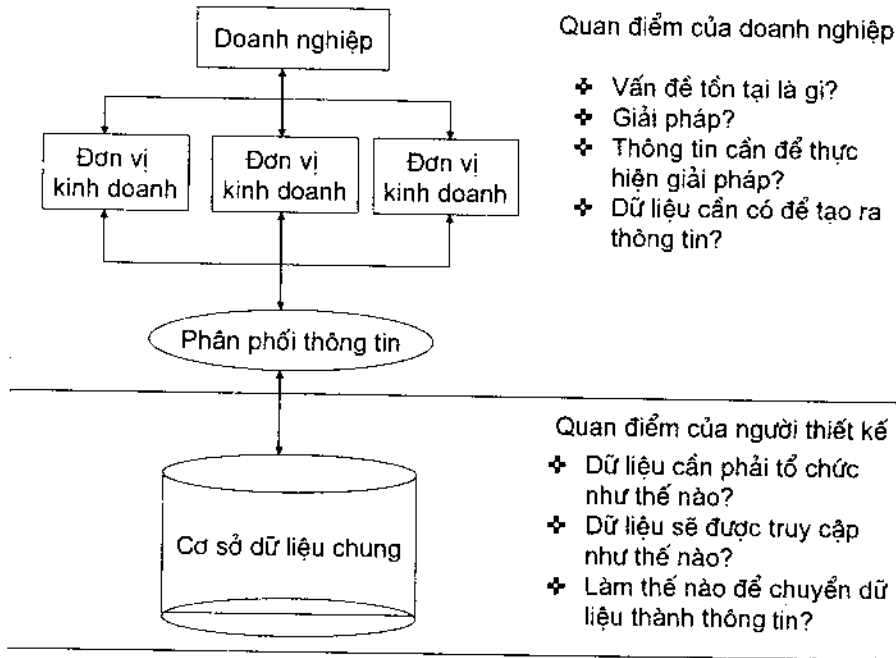 Doanh nghiệp
Đơn vị
kinh doanh
Đơn vị
kinh doanh
Đơn vị
kinh doanh
Phân phối thông tin
Quan điểm của doanh nghiệp
❖ Vấn đề tồn tại là gì?
❖ Giải pháp?
❖ Thông tin cần để thực
hiện giải pháp?
❖ Dữ liệu cần có để tạo ra
thông tin?
Cơ sở dữ liệu chung
Quan điểm của người thiết kế
❖ Dữ liệu cần phải tổ chức
như thế nào?
❖ Dữ liệu sẽ được truy cập
như thế nào?
❖ Làm thế nào để chuyển dữ
liệu thành thông tin?